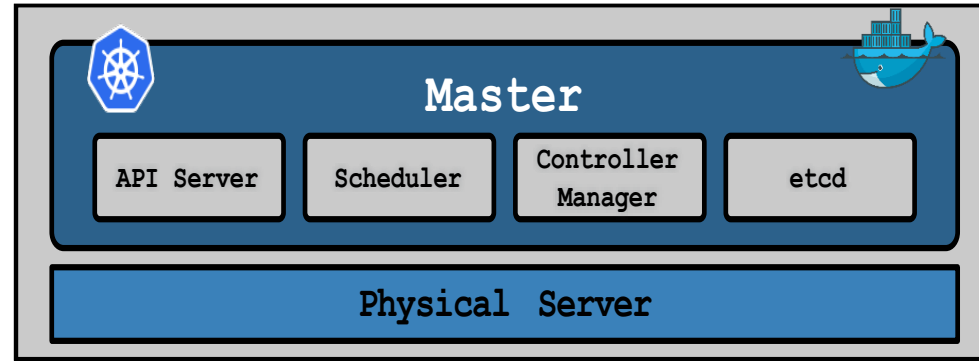 Master
API Server
Scheduler
Controller
Manager
etcd
Physical Server